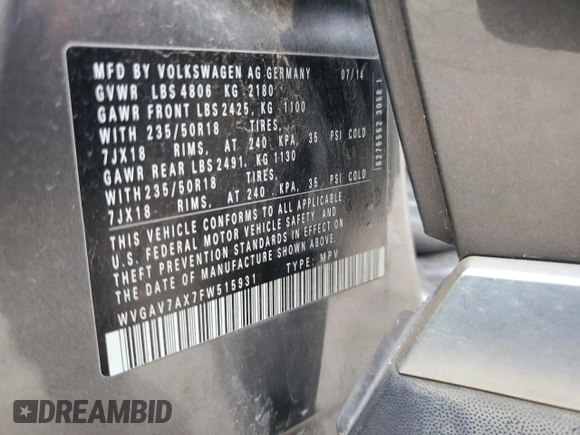 MFD BY VOLKSWAGEN AG GERMANY 07/14
GVWR LBS 4806 KG 2180
GAWR FRONT LBS 2425, KG 1100
WITH 235/50R18 TIRES,
7JX18 RIMS, AT 240 KPA, 35 PSI COLD
GAWR REAR LBS 2491, KG 1130
WITH 235/50R18 TIRES,
7JX18 RIMS, AT 240 KPA, 35 PSI COLD
THIS VEHICLE CONFORMS TO ALL APPLICABLE
U.S. FEDERAL MOTOR VEHICLE SAFETY AND
THEFT PREVENTION STANDARDS IN EFFECT ON
THE DATE OF MANUFACTURE SHOWN ABOVE.
WVGAV7AX7FW515931 TYPE: MPV
6275552 3058 1
DREAMBID